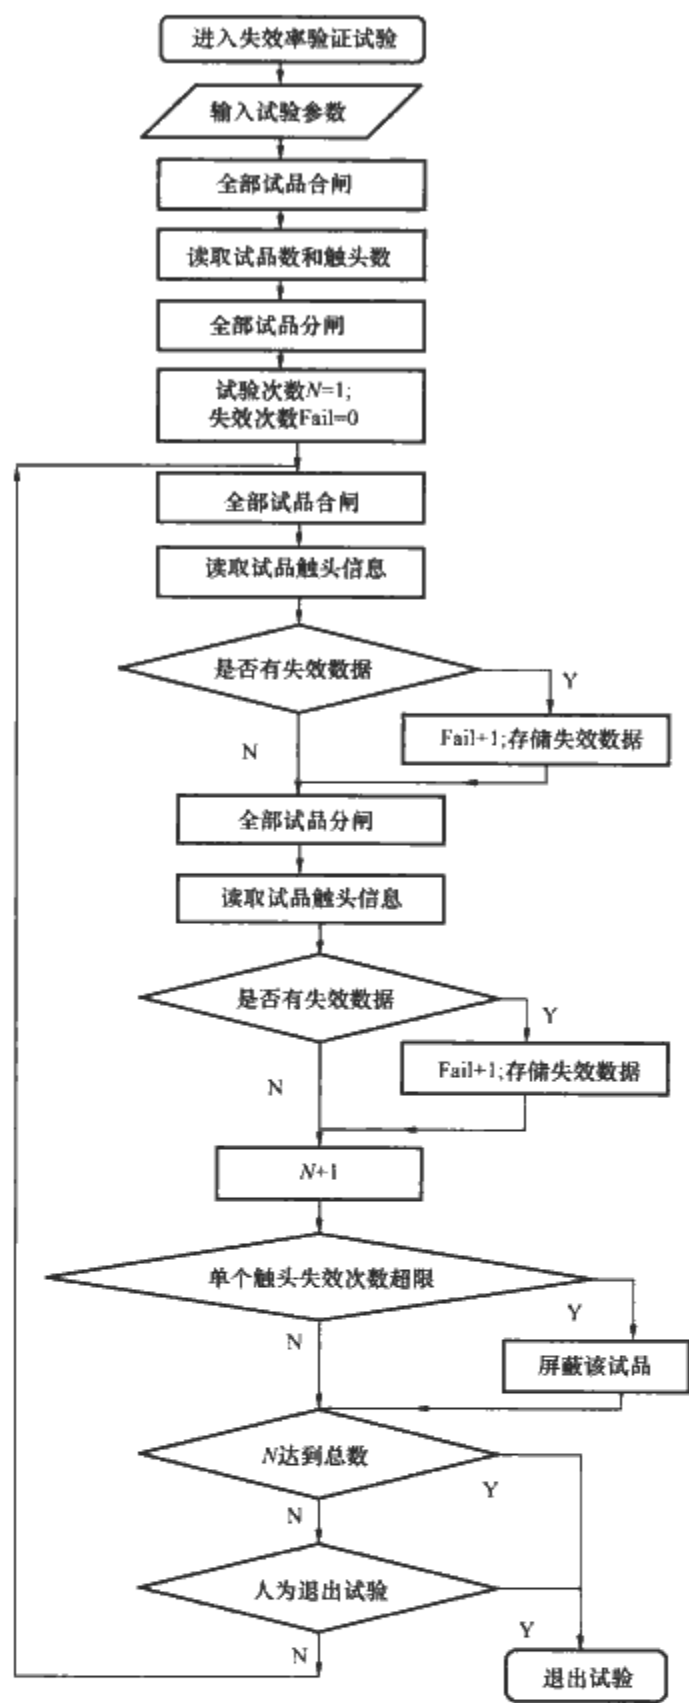 进入失效率验证试验
输入试验参数
全部试品合闸
读取试品数和触头数
全部试品分闸
试验次数N=1;
失效次数Fail=0
全部试品合闸
读取试品触头信息
是否有失效数据
Y
Fail+1;存储失效数据
N
全部试品分闸
读取试品触头信息
是否有失效数据
Y
Fail+1;存储失效数据
N
N+1
单个触头失效次数超限
Y
N
屏蔽该试品
N达到总数
Y
N
人为退出试验
Y
N
退出试验